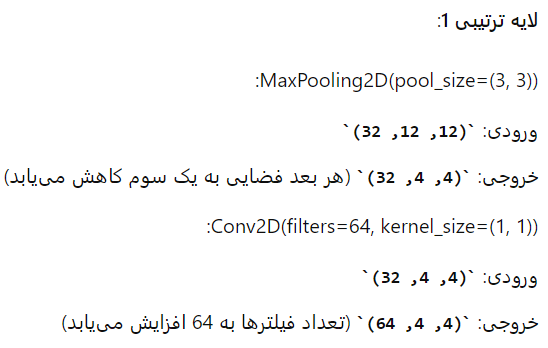 لایه ترتیبی 1:
MaxPooling2D(pool_size=(3, 3)):
ورودی: `(12, 12, 32)`
خروجی: `(4, 4, 32)` (هر بعد فضایی به یک سوم کاهش می‌یابد)
Conv2D(filters=64, kernel_size=(1, 1)):
ورودی: `(4, 4, 32)`
خروجی: `(4, 4, 64)` (تعداد فیلترها به 64 افزایش می‌یابد)